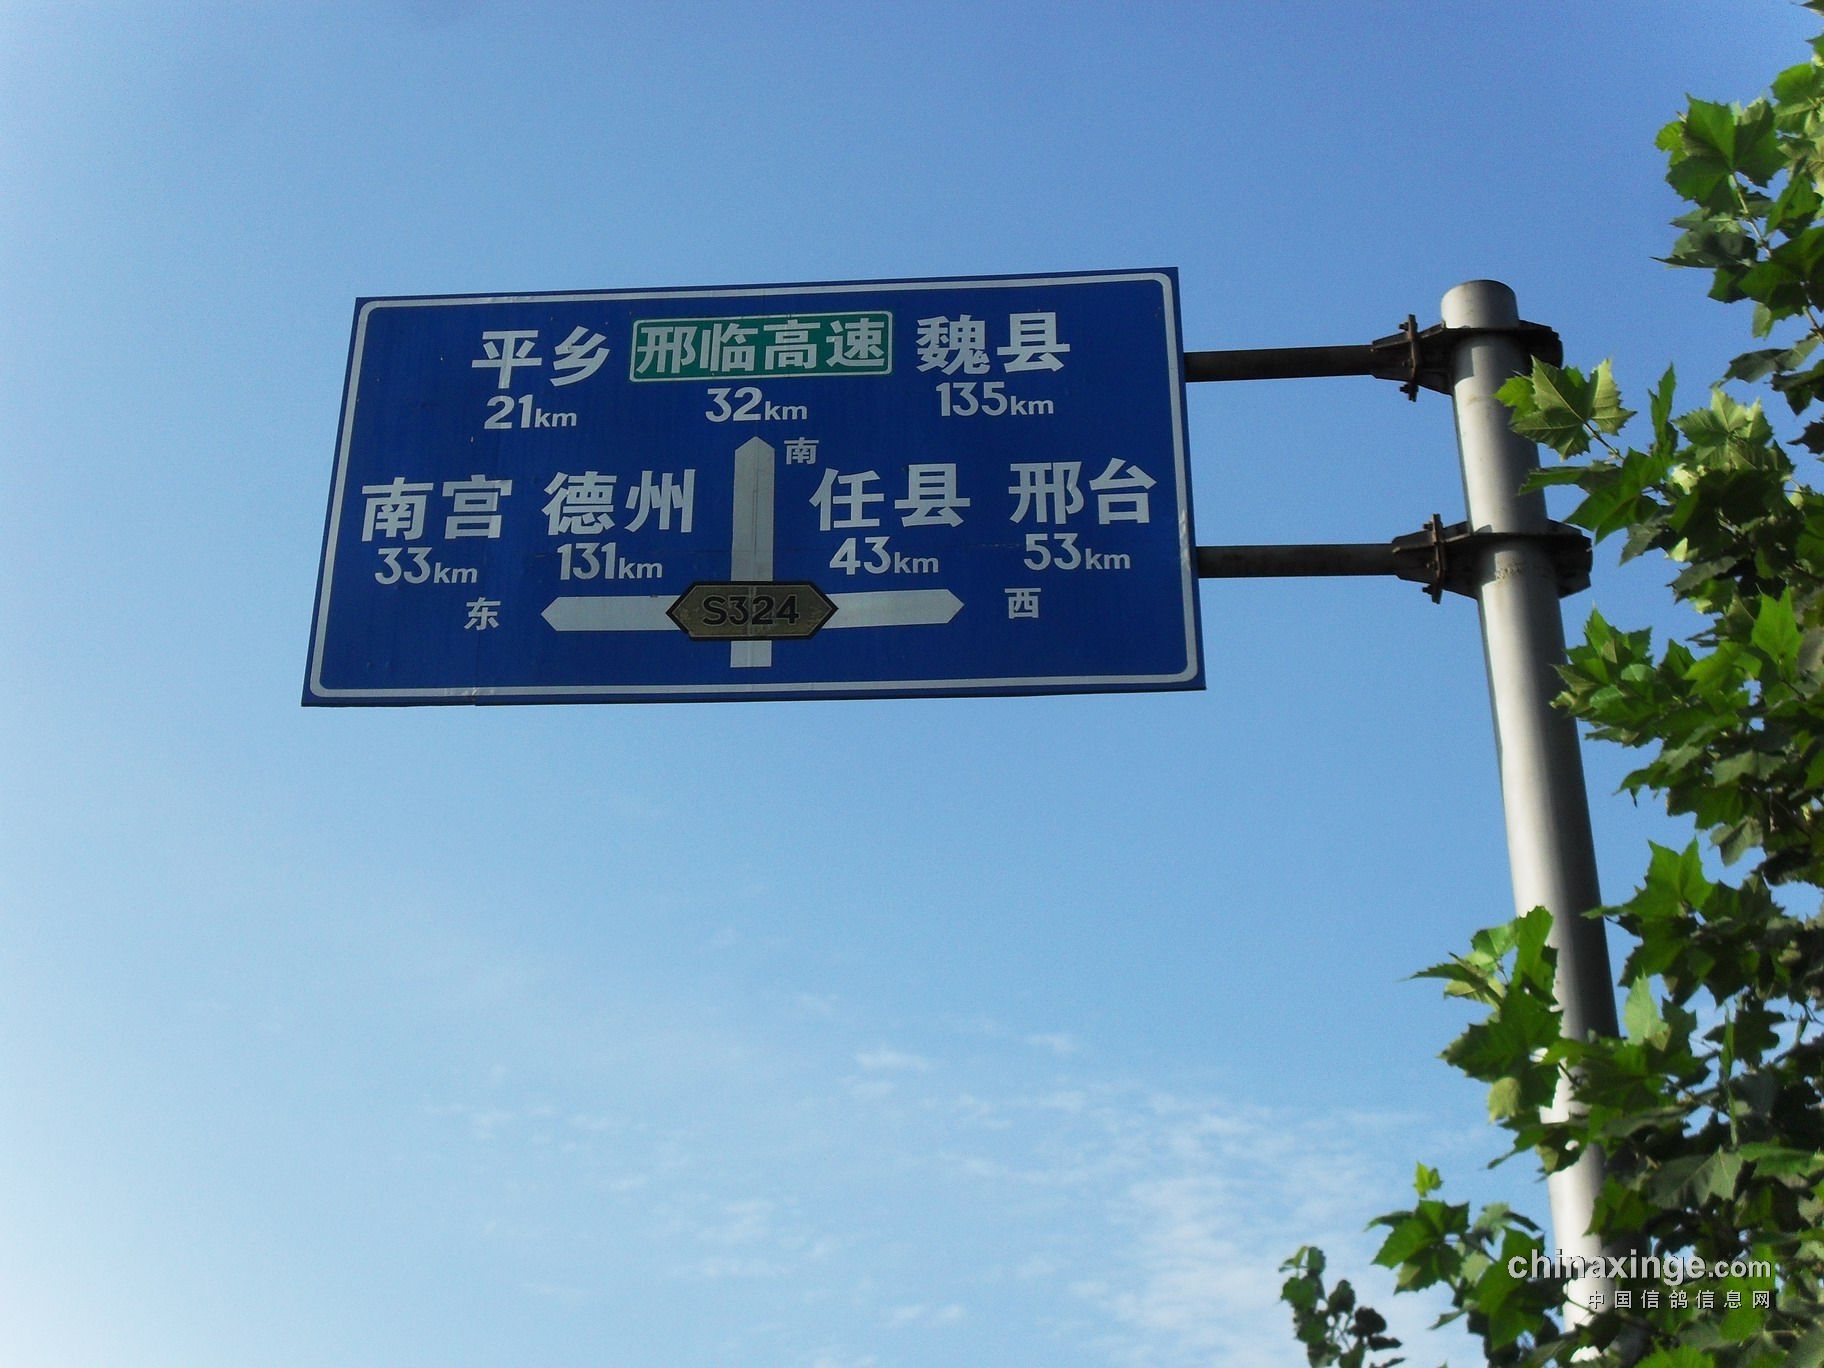 平乡 邢临高速 魏县
21km 32km 135km
南
南宫 德州 任县 邢台
33km 131km 43km 53km
东 S324 西
chinaxinge.com
中国信鸽信息网